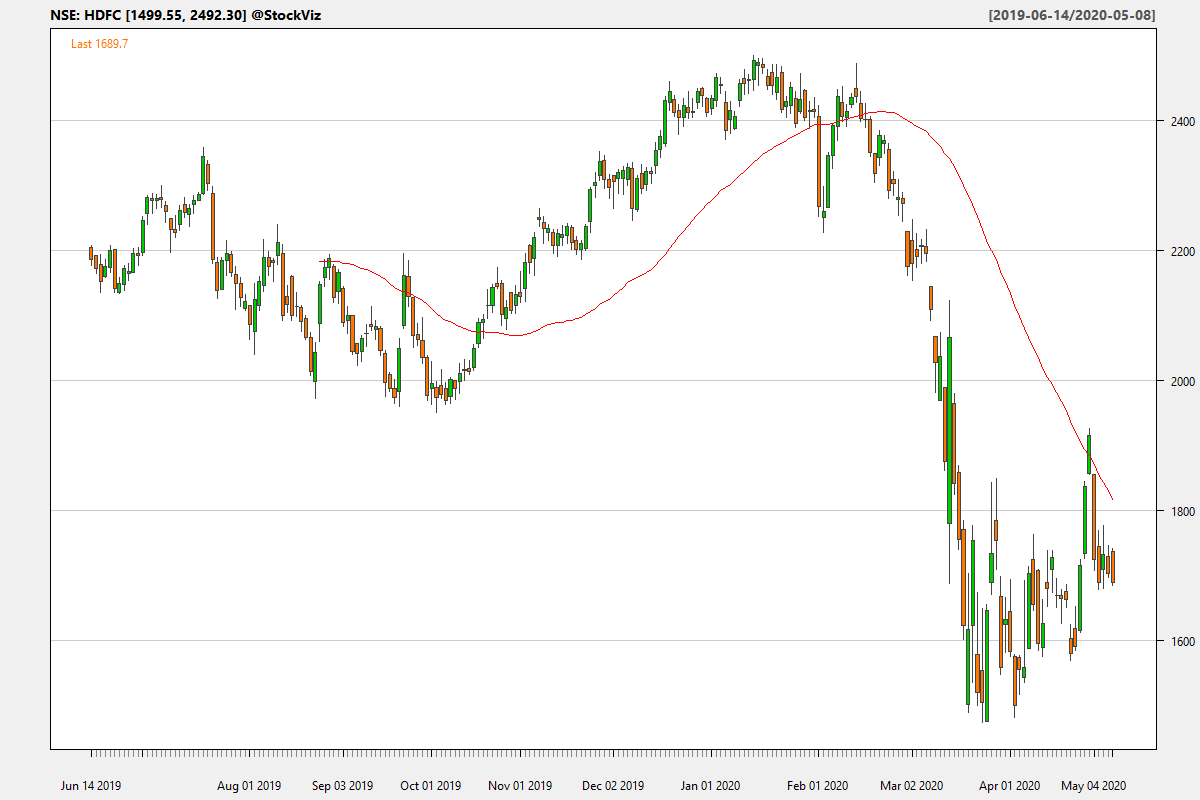 NSE: HDFC [1499.55, 2492.30] @StockViz
[2019-06-14/2020-05-08]
Last 1689.7
2400
2200
2000
1800
1600
Jun 14 2019 Aug 01 2019 Sep 03 2019 Oct 01 2019 Nov 01 2019 Dec 02 2019 Jan 01 2020 Feb 01 2020 Mar 02 2020 Apr 01 2020 May 04 2020